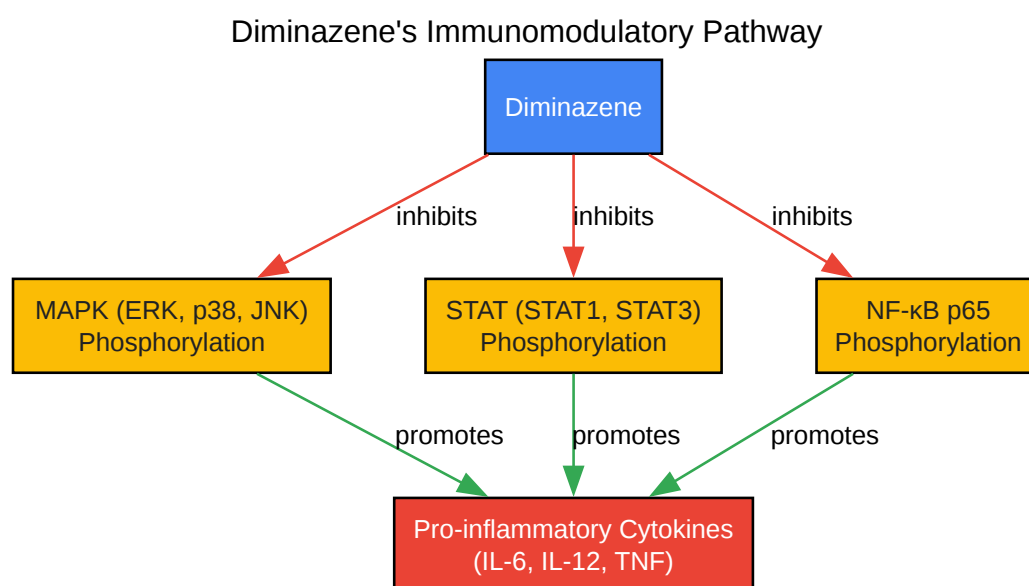 Diminazene's Immunomodulatory Pathway
Diminazene
inhibits
inhibits
inhibits
MAPK (ERK, p38, JNK)
Phosphorylation
STAT (STAT1, STAT3)
Phosphorylation
NF-κB p65
Phosphorylation
promotes
promotes
promotes
Pro-inflammatory Cytokines
(IL-6, IL-12, TNF)